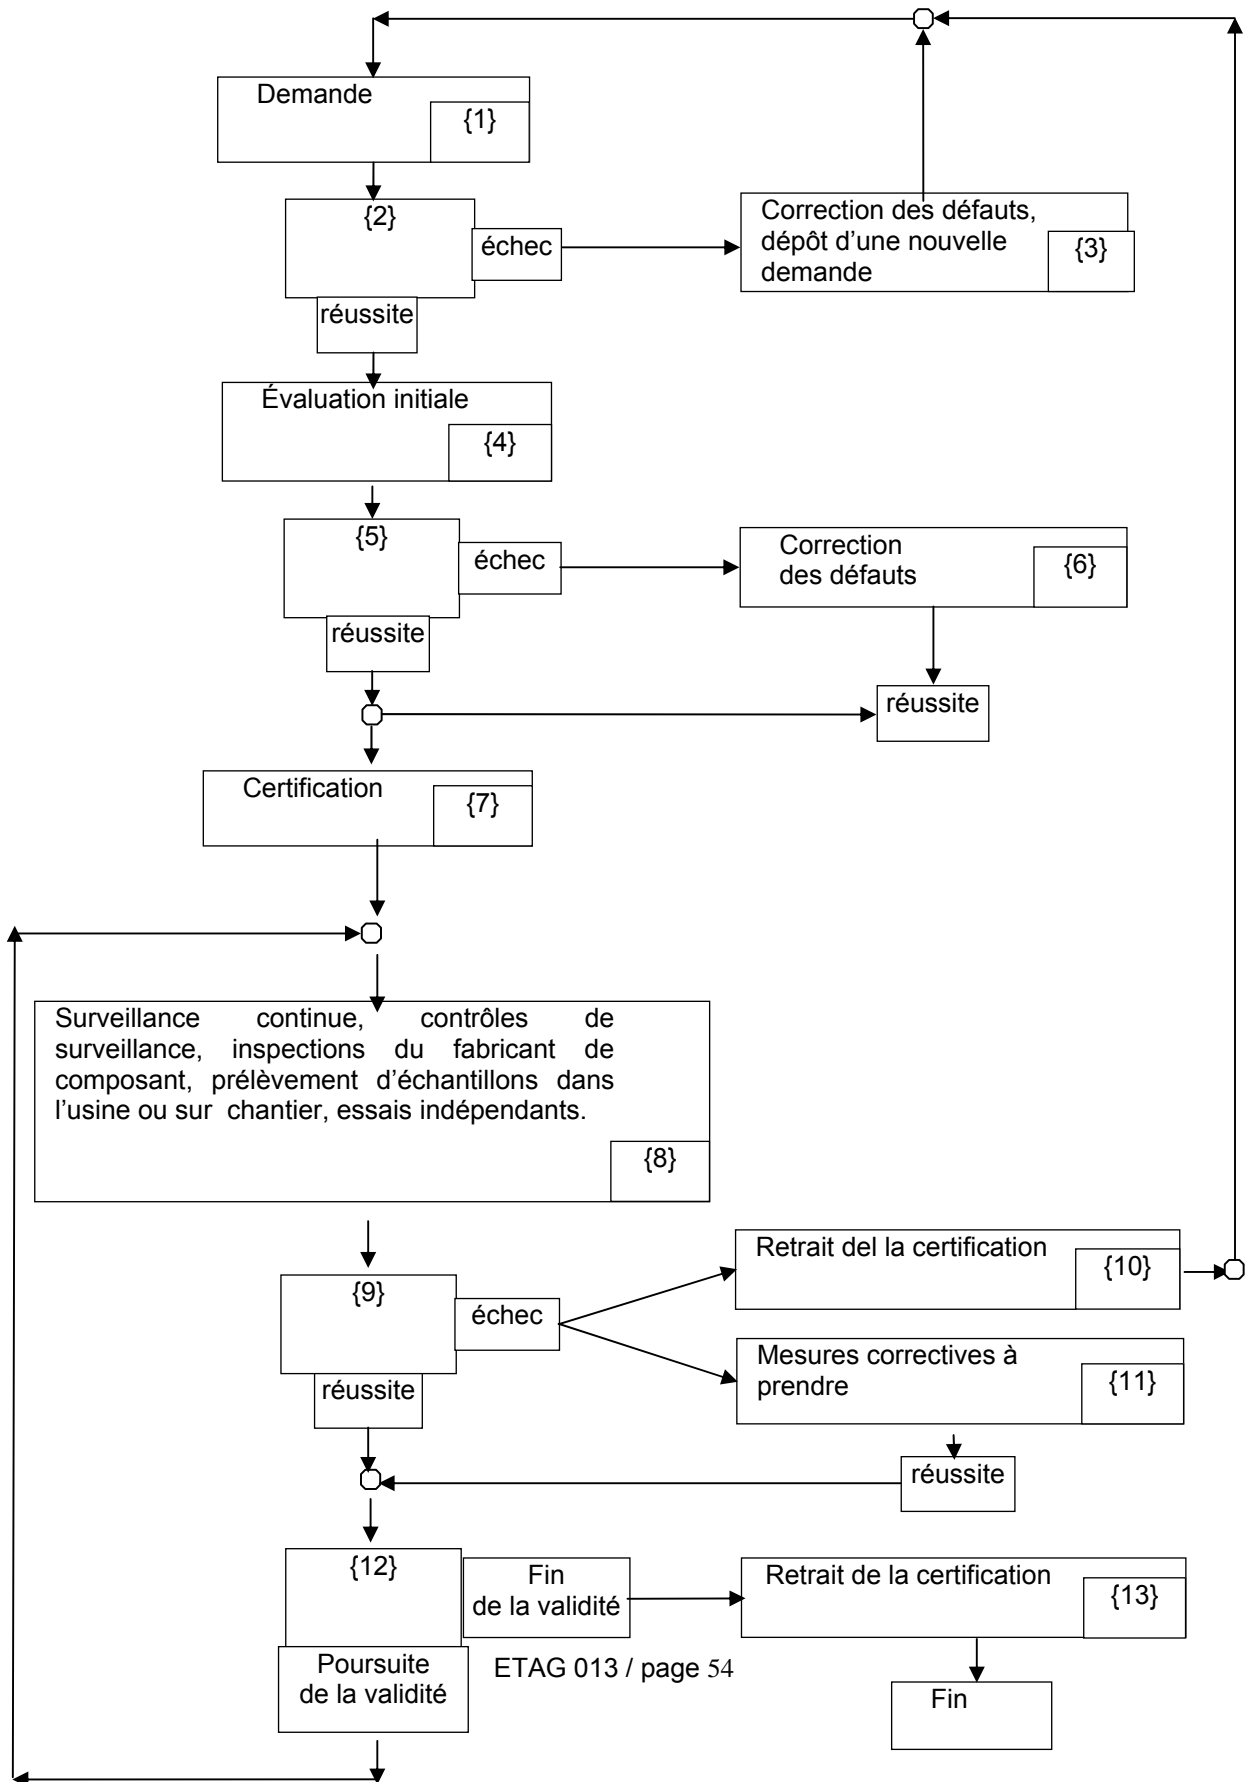 Demande
{1}
{2}
échec
réussite
Correction des défauts,
dépôt d’une nouvelle
demande
{3}
Évaluation initiale
{4}
{5}
échec
réussite
Correction
des défauts
{6}
réussite
Certification
{7}
Surveillance continue, contrôles de
surveillance, inspections du fabricant de
composant, prélèvement d’échantillons dans
l’usine ou sur chantier, essais indépendants.
{8}
{9}
échec
réussite
Retrait del la certification
{10}
Mesures correctives à
prendre
{11}
réussite
{12}
Fin
de la validité
Retrait de la certification
{13}
Poursuite
de la validité
ETAG 013 / page 54
Fin